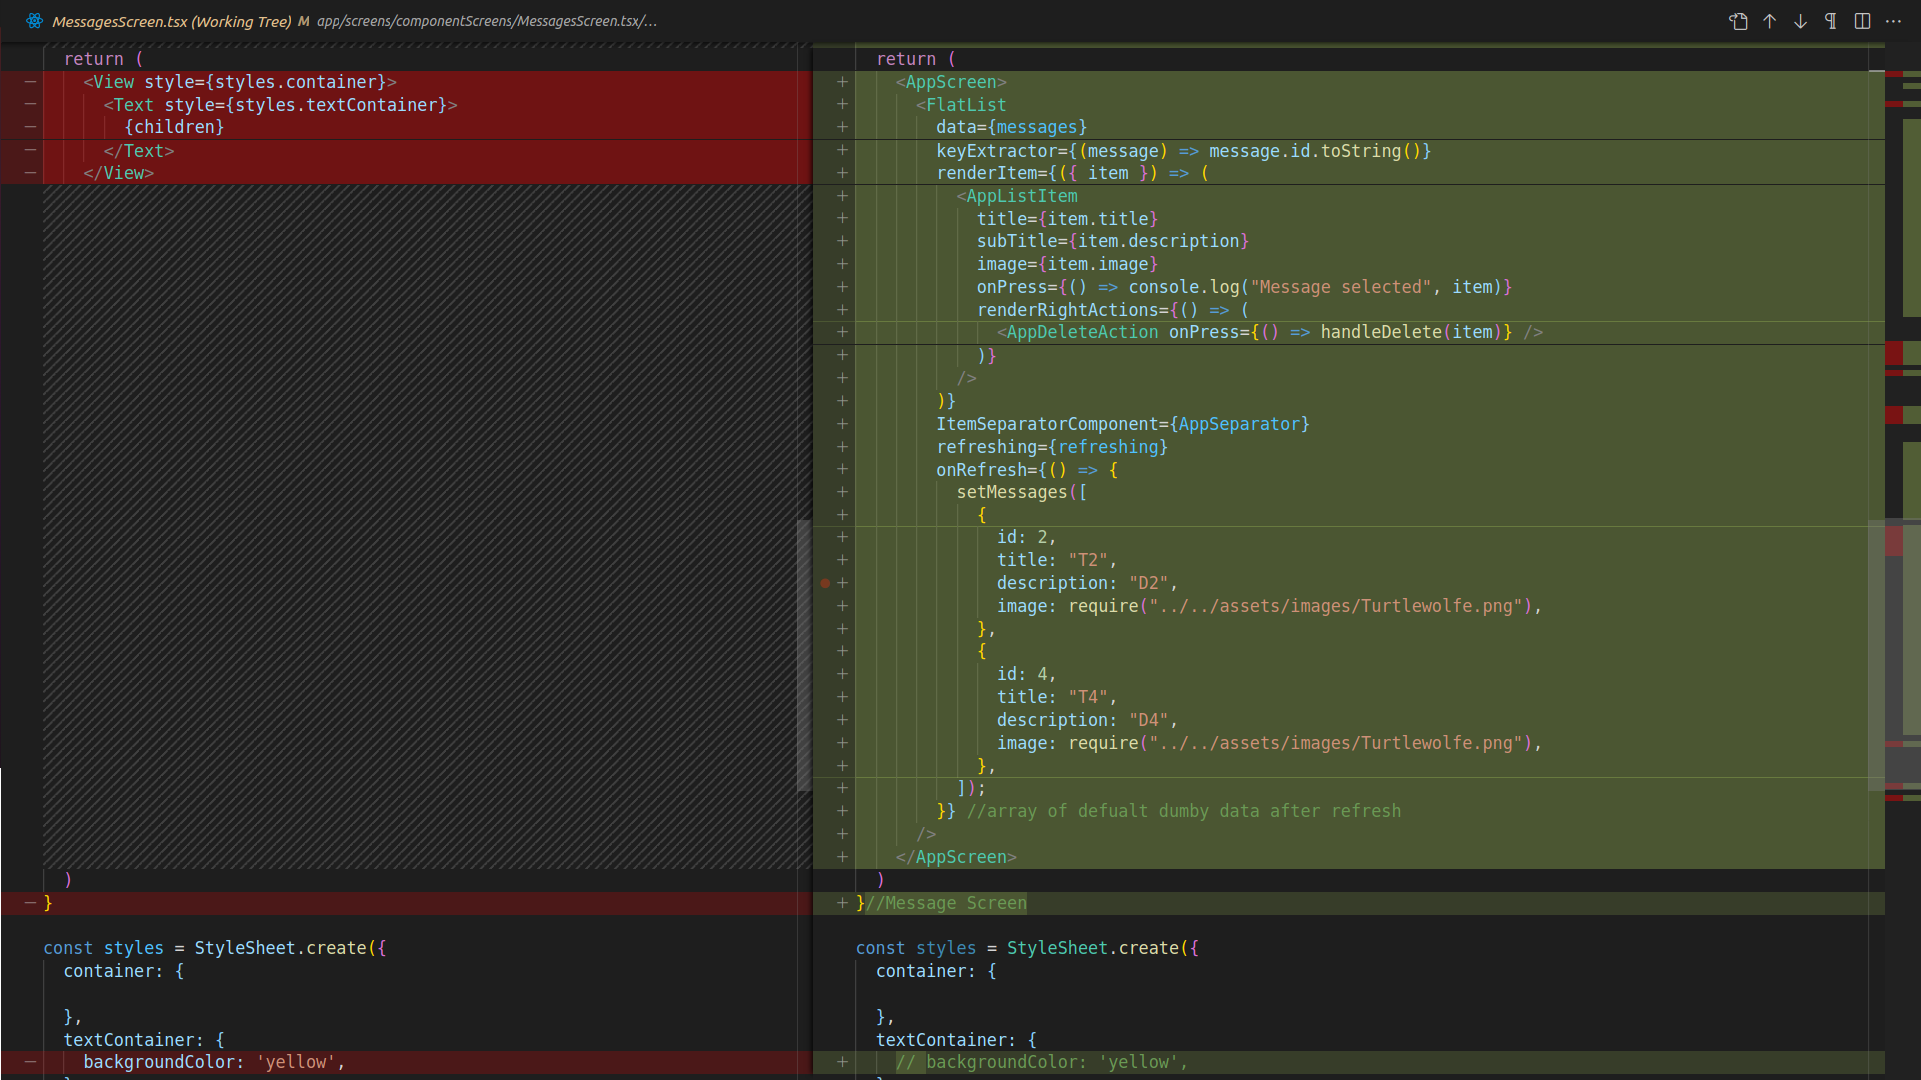 MessagesScreen.tsx (Working Tree) M app/screens/componentScreens/MessagesScreen.tsx/...
return (
<View style={styles.container}>
<Text style={styles.textContainer}>
{children}
</Text>
</View>
)
}
const styles = StyleSheet.create({
container: {
},
textContainer: {
backgroundColor: 'yellow',
return (
<AppScreen>
<FlatList
data={messages}
keyExtractor={(message) => message.id.toString()}
renderItem={({ item }) => (
<AppListItem
title={item.title}
subTitle={item.description}
image={item.image}
onPress={() => console.log("Message selected", item)}
renderRightActions={() => (
<AppDeleteAction onPress={() => handleDelete(item)} />
)}
/>
)}
ItemSeparatorComponent={AppSeparator}
refreshing={refreshing}
onRefresh={() => {
setMessages([
{
id: 2,
title: "T2",
description: "D2",
image: require("../../assets/images/Turtlewolfe.png"),
},
{
id: 4,
title: "T4",
description: "D4",
image: require("../../assets/images/Turtlewolfe.png"),
},
]);
}} //array of defualt dumby data after refresh
/>
</AppScreen>
)
}//Message Screen
const styles = StyleSheet.create({
container: {
},
textContainer: {
// backgroundColor: 'yellow',